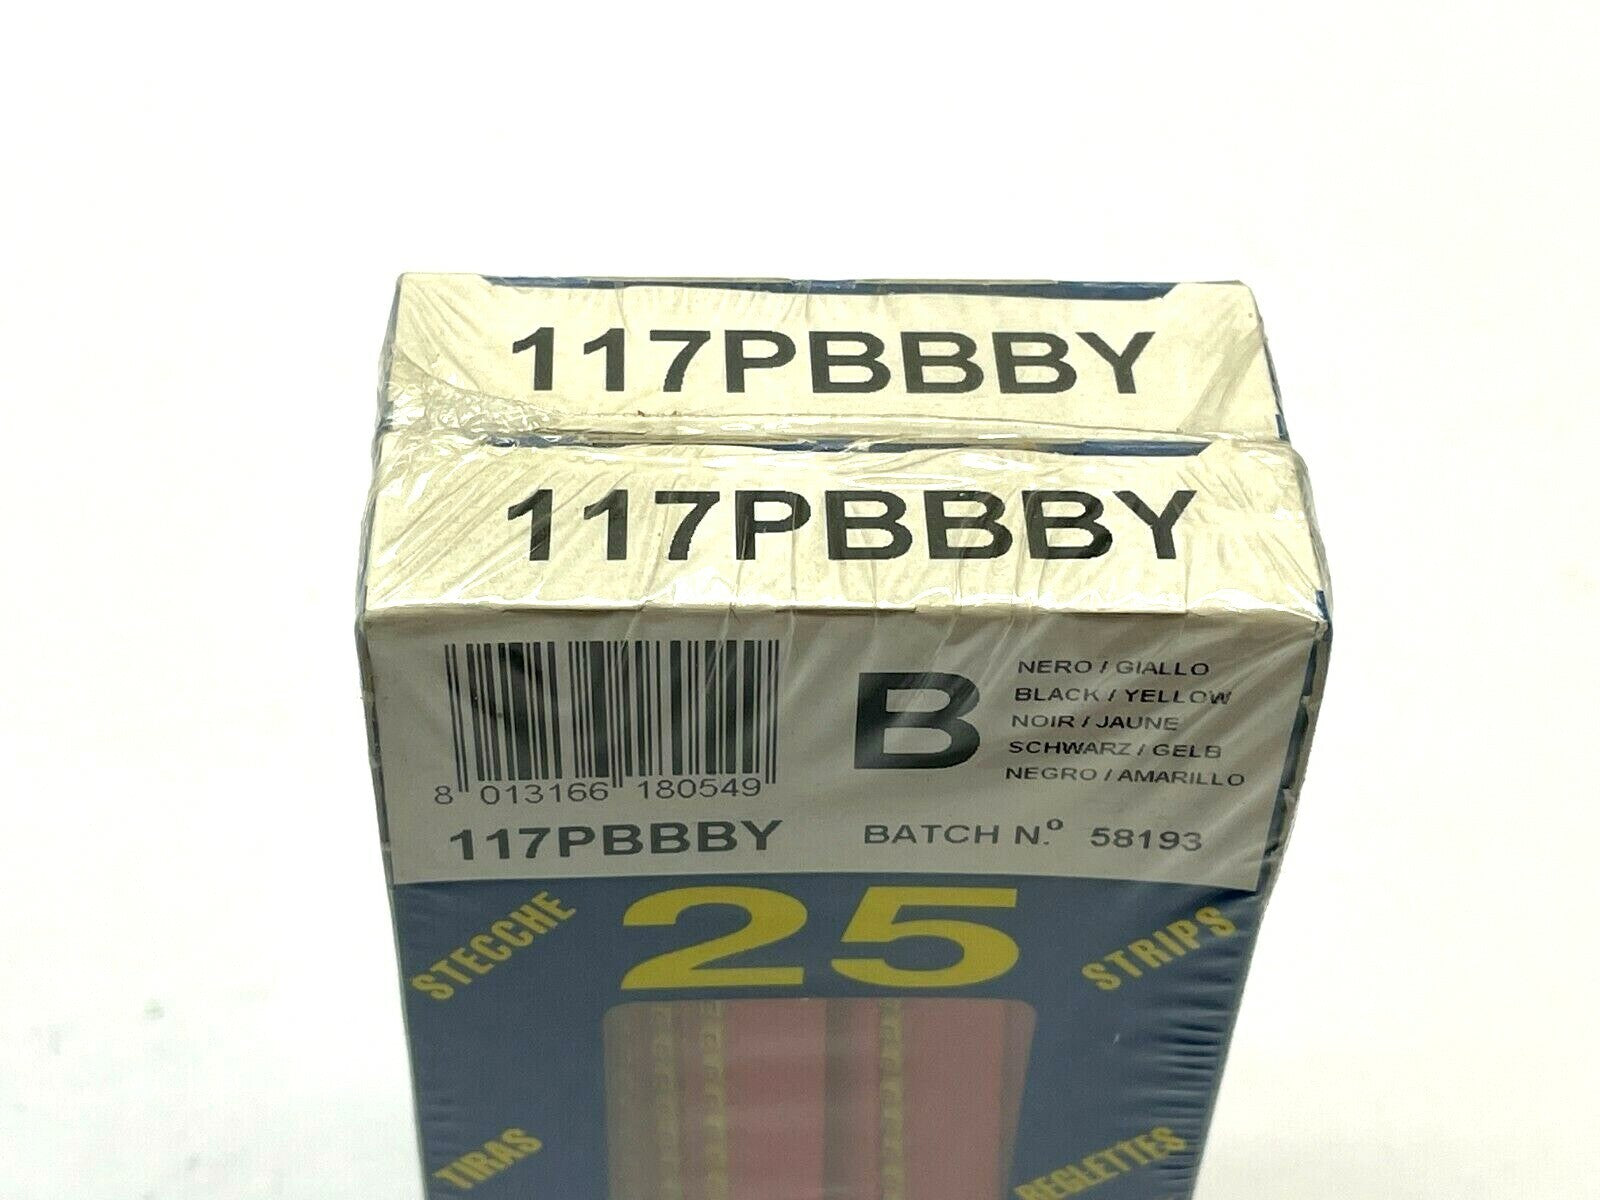 117PBBBY
117PBBBY
B
NERO / GIALLO
BLACK / YELLOW
NOIR / JAUNE
SCHWARZ / GELB
NEGRO / AMARILLO
8 013166 180549
117PBBBY
BATCH N.º 58193
STECCHE
25
STRIPS
TIRAS
REGLETTES